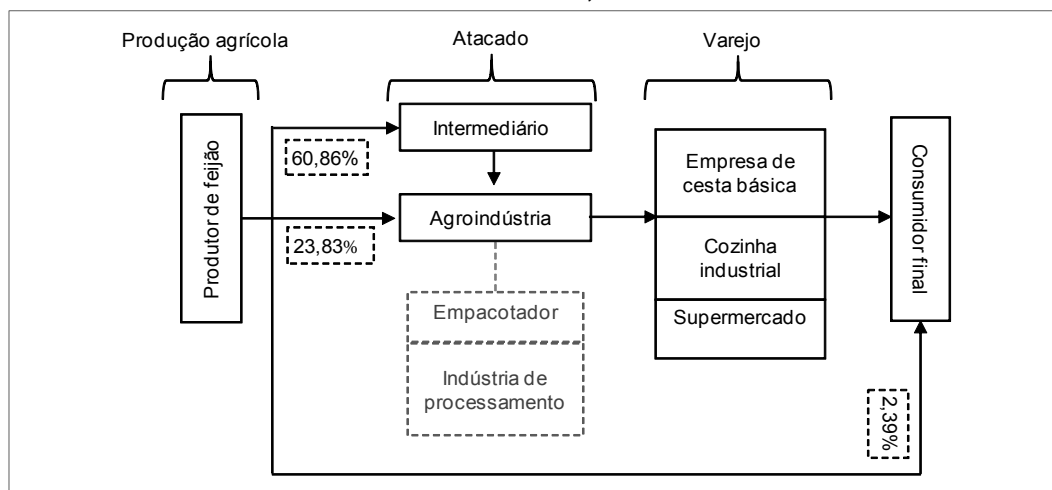 Produção agrícola
Atacado
Varejo
Produtor de feijão
60,86%
23,83%
Intermediário
Agroindústria
Empacotador
Indústria de
processamento
Empresa de
cesta básica
Cozinha
industrial
Supermercado
Consumidor final
2,39%